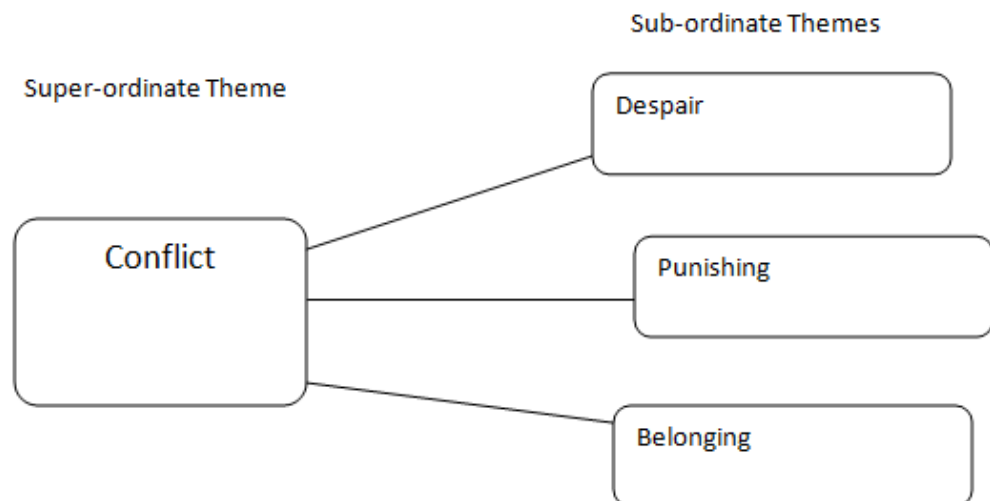 Sub-ordinate Themes
Super-ordinate Theme
Despair
Conflict
Punishing
Belonging